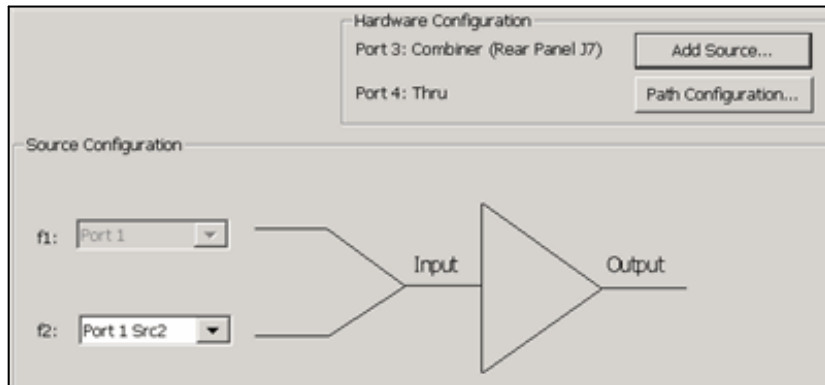 Hardware Configuration
Port 3: Combiner (Rear Panel J7)
Add Source...
Port 4: Thru
Path Configuration...
Source Configuration
f1:
Port 1
Input
Output
f2:
Port 1 Src2